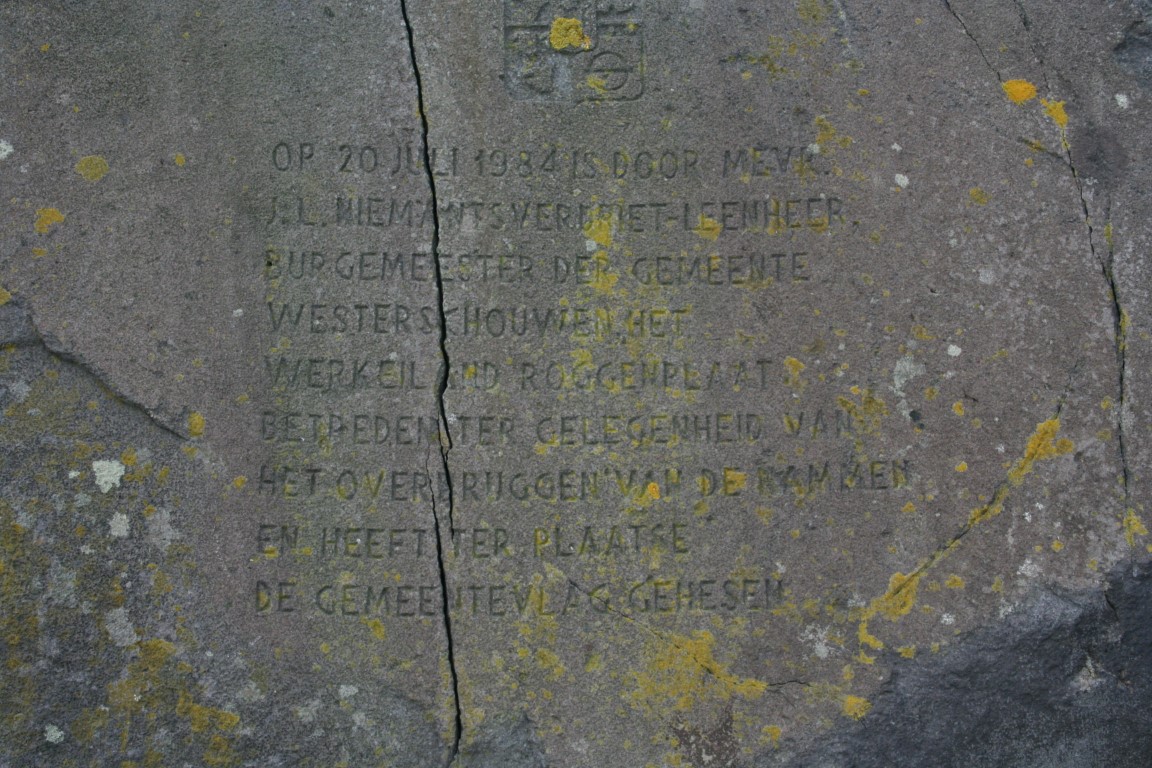 OP 20 JULI 1984 IS DOOR MEVR.
J.L. NIEMANTSVERDRIET-LEENHEER,
BURGEMEESTER DER GEMEENTE
WESTERSCHOUWEN, HET
WERKEILAND ROGGENPLAAT
BETREDEN TER GELEGENHEID VAN
HET OVERBRUGGEN VAN DE DAMMEN
EN HEEFT TER PLAATSE
DE GEMEENTEVLAG GEHESEN